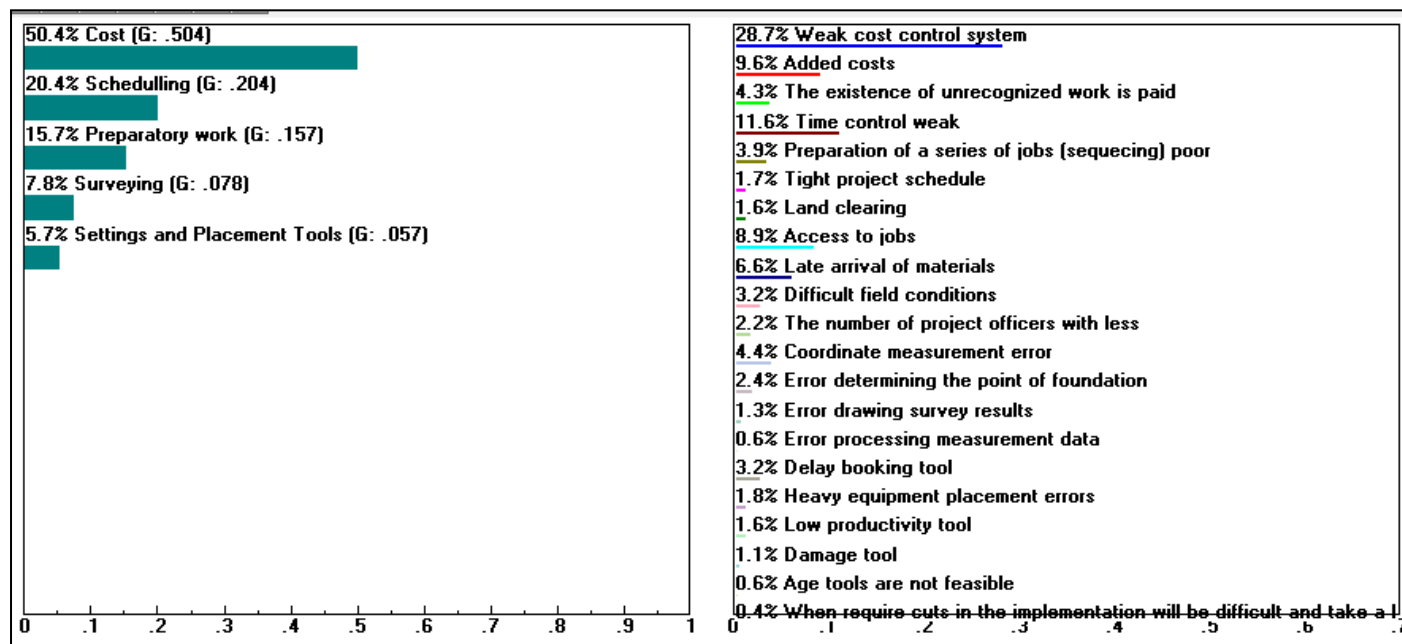 50.4% Cost (G: .504)
20.4% Schedulling (G: .204)
15.7% Preparatory work (G: .157)
7.8% Surveying (G: .078)
5.7% Settings and Placement Tools (G: .057)
0 .1 .2 .3 .4 .5 .6 .7 .8 .9 1
28.7% Weak cost control system
9.6% Added costs
4.3% The existence of unrecognized work is paid
11.6% Time control weak
3.9% Preparation of a series of jobs (sequecing) poor
1.7% Tight project schedule
1.6% Land clearing
8.9% Access to jobs
6.6% Late arrival of materials
3.2% Difficult field conditions
2.2% The number of project officers with less
4.4% Coordinate measurement error
2.4% Error determining the point of foundation
1.3% Error drawing survey results
0.6% Error processing measurement data
3.2% Delay booking tool
1.8% Heavy equipment placement errors
1.6% Low productivity tool
1.1% Damage tool
0.6% Age tools are not feasible
0.4% When require cuts in the implementation will be difficult and take a
0 .1 .2 .3 .4 .5 .6